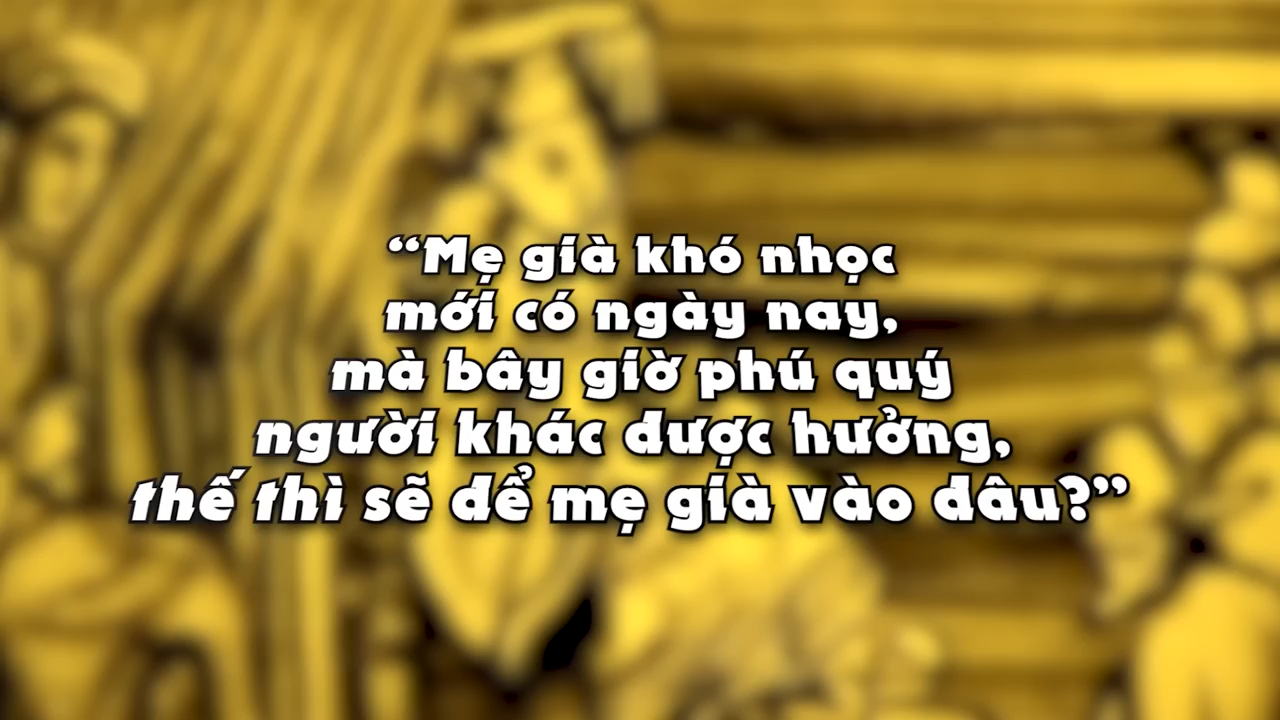 “Mẹ già khó nhọc
mới có ngày nay,
mà bây giờ phú quý
người khác được hưởng,
thế thì sẽ để mẹ già vào đâu?”